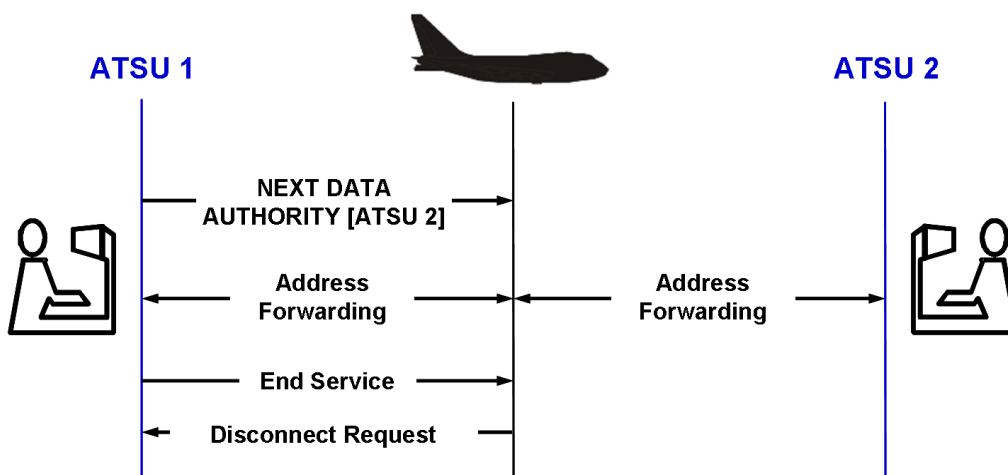 ATSU 1
ATSU 2
NEXT DATA
AUTHORITY [ATSU 2]
Address
Forwarding
Address
Forwarding
End Service
Disconnect Request